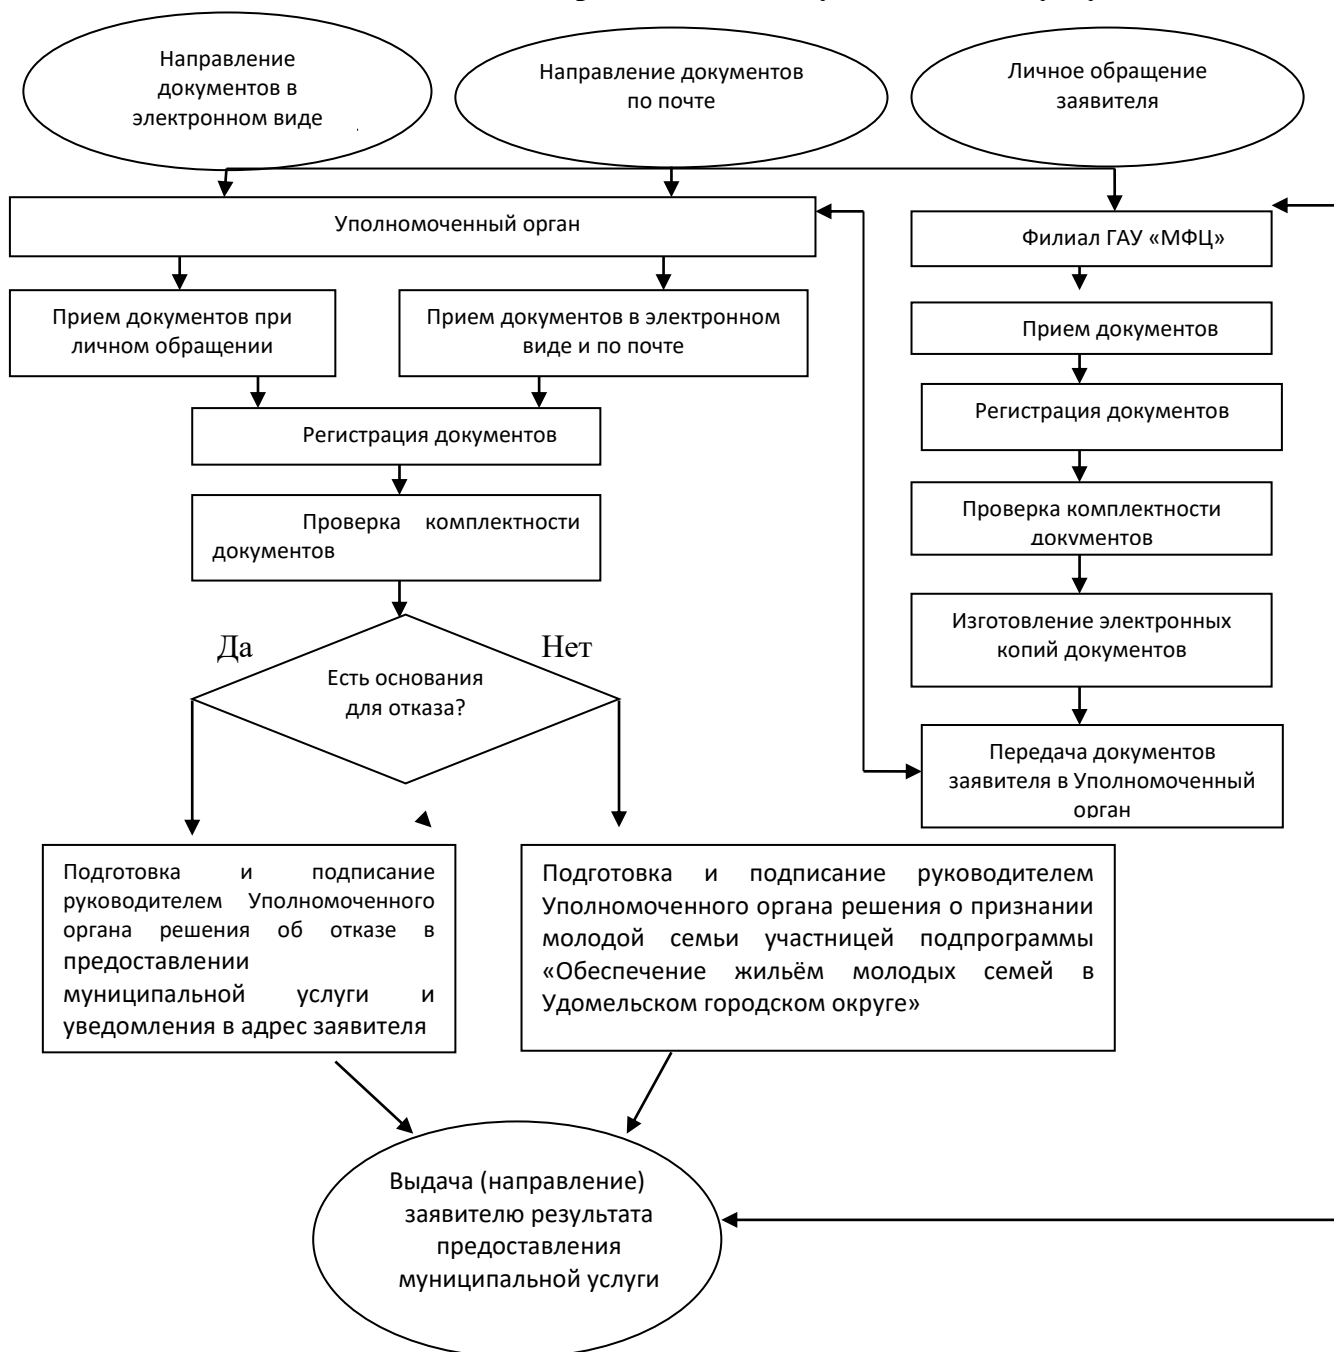 Направление
документов в
электронном виде
Направление документов
по почте
Личное обращение
заявителя
Уполномоченный орган
Филиал ГАУ «МФЦ»
Прием документов при
личном обращении
Прием документов в электронном
виде и по почте
Прием документов
Регистрация документов
Регистрация документов
Проверка комплектности
документов
Проверка комплектности
документов
Да
Нет
Есть основания
для отказа?
Изготовление электронных
копий документов
Передача документов
заявителя в Уполномоченный
орган
Подготовка и подписание
руководителем Уполномоченного
органа решения об отказе в
предоставлении
муниципальной услуги и
уведомления в адрес заявителя
Подготовка и подписание руководителем
Уполномоченного органа решения о признании
молодой семьи участницей подпрограммы
«Обеспечение жильём молодых семей в
Удомельском городском округе»
Выдача (направление)
заявителю результата
предоставления
муниципальной услуги